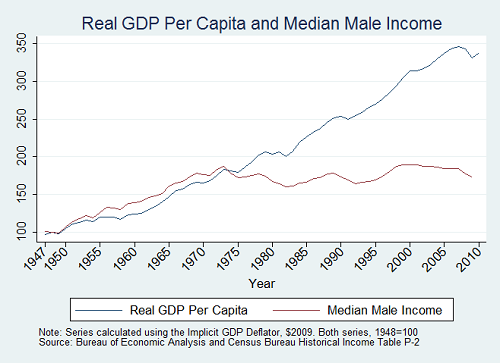 Real GDP Per Capita and Median Male Income
350
300
250
200
150
100
1947 1950 1955 1960 1965 1970 1975 1980 1985 1990 1995 2000 2005 2010
Year
Real GDP Per Capita Median Male Income
Note: Series calculated using the Implicit GDP Deflator, $2009. Both series, 1948=100
Source: Bureau of Economic Analysis and Census Bureau Historical Income Table P-2